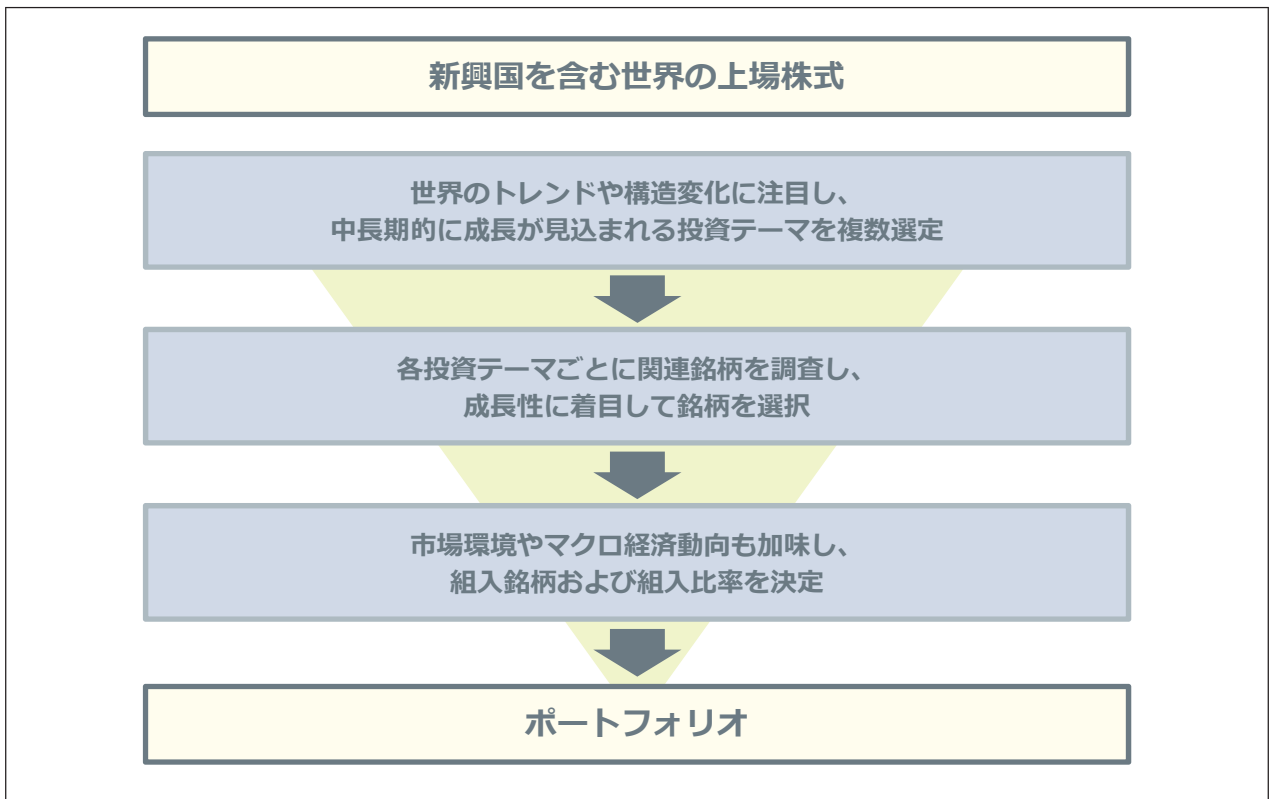 新興国を含む世界の上場株式
世界のトレンドや構造変化に注目し、
中長期的に成長が見込まれる投資テーマを複数選定
各投資テーマごとに関連銘柄を調査し、
成長性に着目して銘柄を選択
市場環境やマクロ経済動向も加味し、
組入銘柄および組入比率を決定
ポートフォリオ